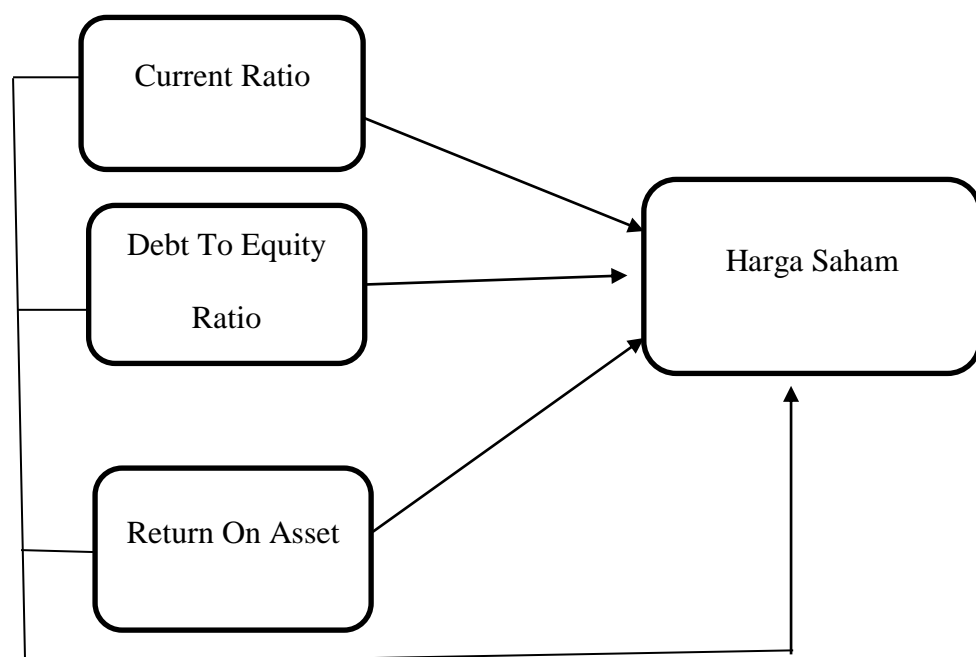 Current Ratio
Debt To Equity
Ratio
Return On Asset
Harga Saham